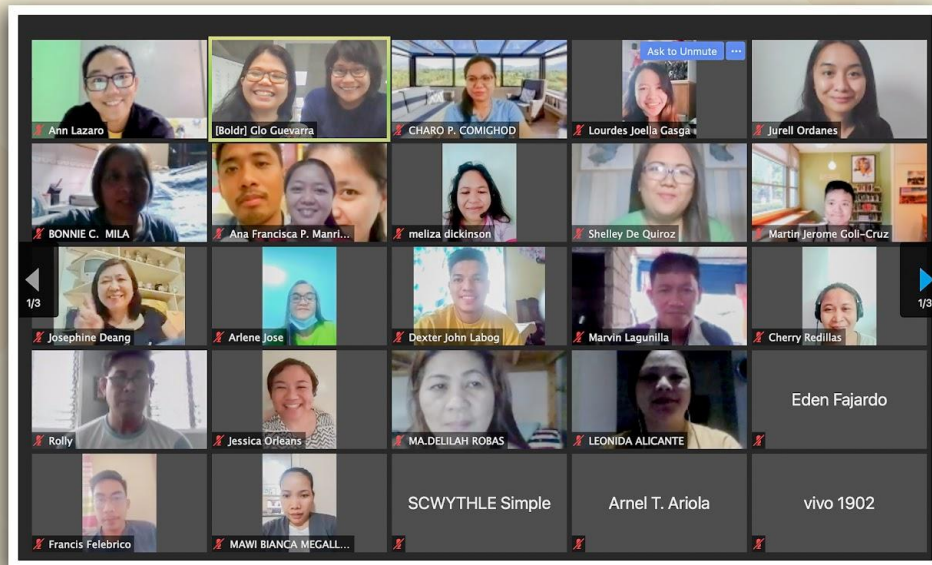 Ask to Unmute
Ann Lazaro
[Boldr] Glo Guevarra
CHARO P. COMIGHOD
Lourdes Joella Gasga
Jurell Ordanes
BONNIE C. MILA
Ana Francisca P. Manri...
meliza dickinson
Shelley De Quiroz
Martin Jerome Goli-Cruz
1/3
1/3
Josephine Deang
Arlene Jose
Dexter John Labog
Marvin Lagunilla
Cherry Redillas
Rolly
Jessica Orleans
MA.DELILAH ROBAS
LEONIDA ALICANTE
Eden Fajardo
Francis Felebrico
MAWI BIANCA MEGALL...
SCWYTHLE Simple
Arnel T. Ariola
vivo 1902